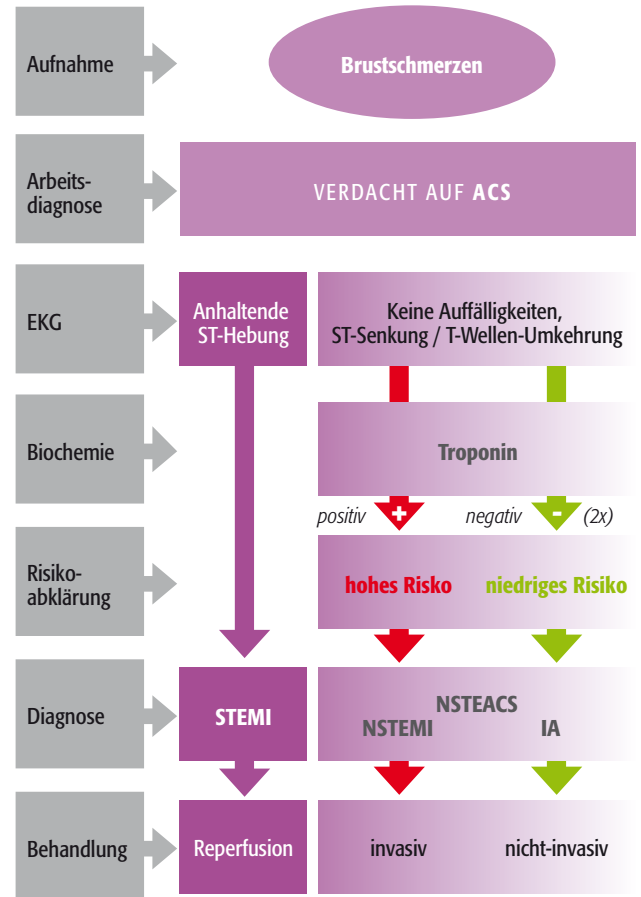 Aufnahme
Brustschmerzen
Arbeits-
diagnose
VERDACHT AUF ACS
EKG
Anhaltende
ST-Hebung
Keine Auffälligkeiten,
ST-Senkung / T-Wellen-Umkehrung
Biochemie
Troponin
positiv + negativ - (2x)
Risiko-
abklärung
hohes Risiko niedriges Risiko
Diagnose
STEMI
NSTEACS
NSTEMI IA
Behandlung
Reperfusion
invasiv nicht-invasiv